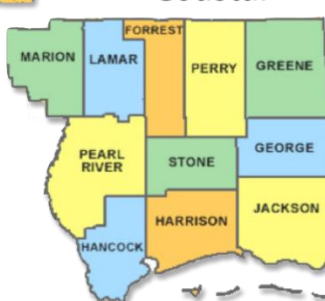 FORREST
MARION
LAMAR
PERRY
GREENE
PEARL
RIVER
STONE
GEORGE
HANCOCK
HARRISON
JACKSON